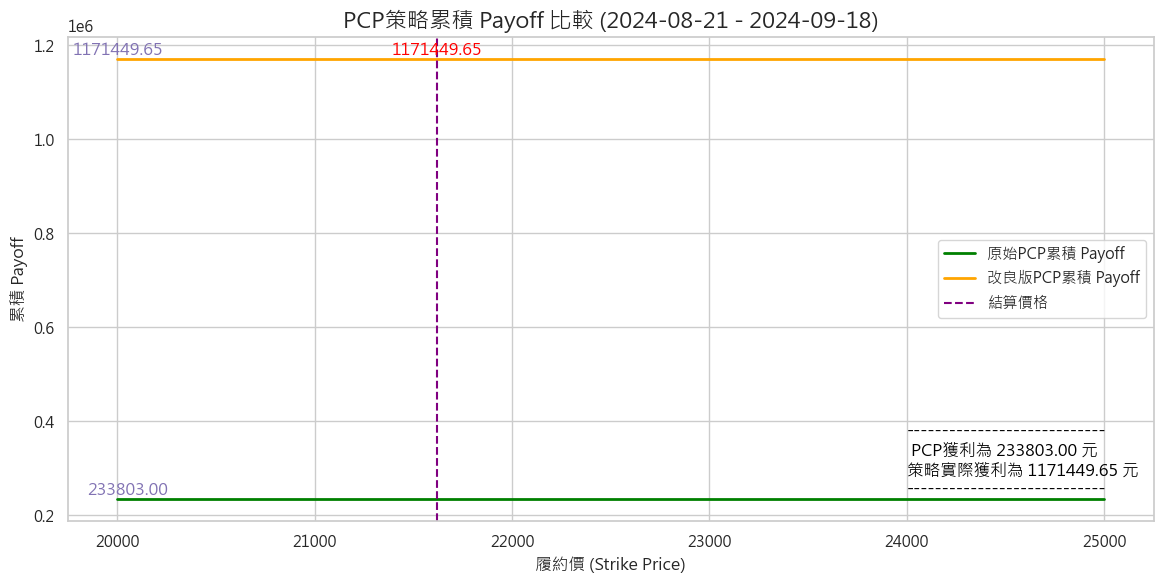 PCP策略累積 Payoff 比較 (2024-08-21 - 2024-09-18)
1e6
1171449.65
1171449.65
1.2
1.0
0.8
0.6
0.4
0.2
累積 Payoff
原始PCP累積 Payoff
改良版PCP累積 Payoff
結算價格
PCP獲利為 233803.00 元
策略實際獲利為 1171449.65 元
233803.00
20000
21000
22000
23000
24000
25000
履約價 (Strike Price)